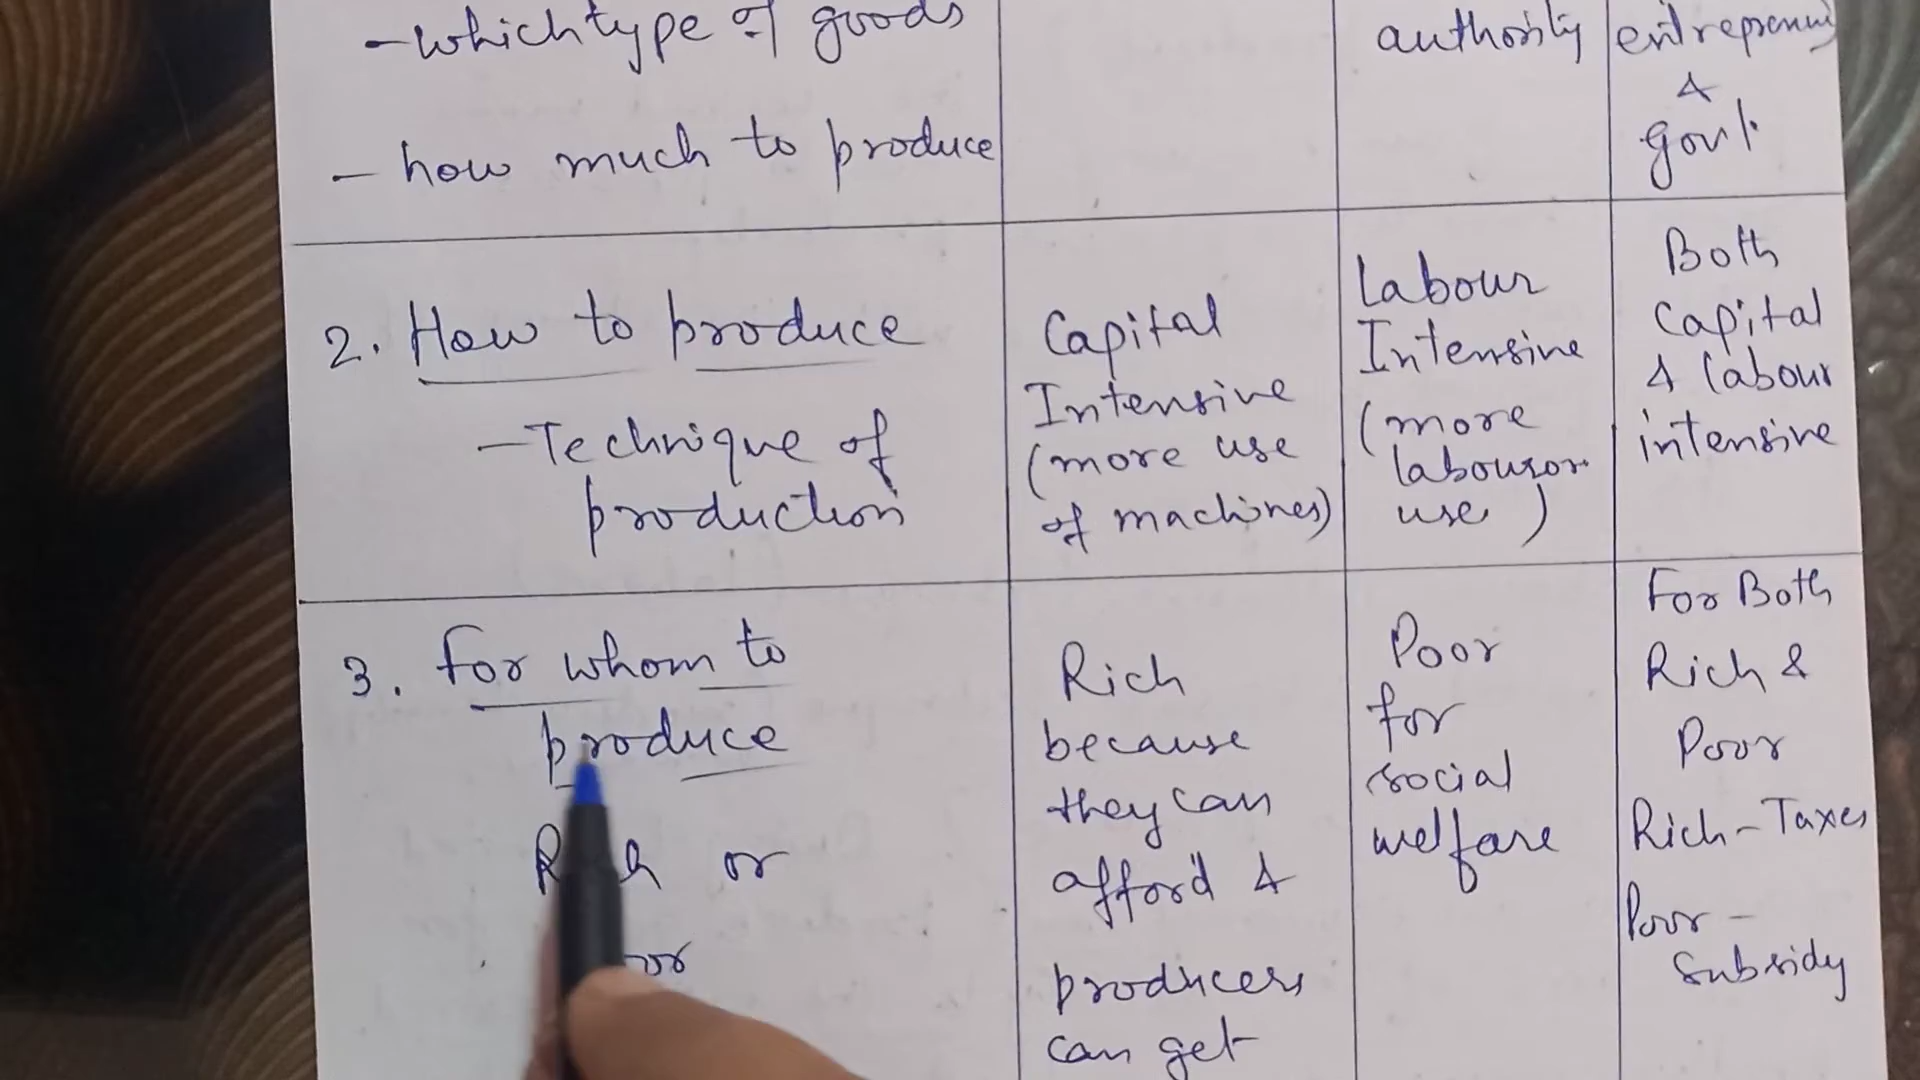 -which type of goods
- how much to produce
authority
entrepreneur
&
govt.
2. How to produce
- Technique of
production
Capital
Intensive
(more use
of machines)
Labour
Intensive
(more
labouror
use)
Both
Capital
& labour
intensive
3. for whom to
produce
or
Rich
because
they can
afford &
producers
can get
Poor
for
social
welfare
For Both
Rich &
Poor
Rich - Taxes
Poor -
Subsidy